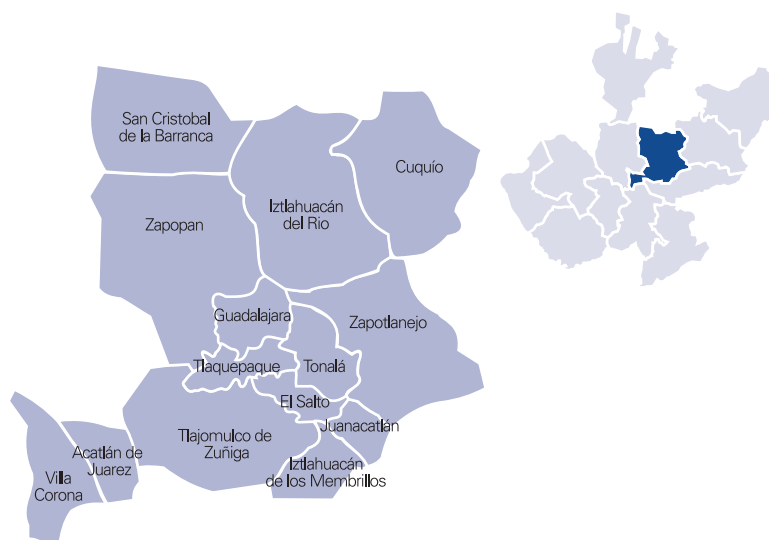 San Cristobal
de la Barranca
Cuquío
Iztlahuacán
del Rio
Zapopan
Guadalajara
Zapotlanejo
Tlaquepaque
Tonalá
El Salto
Juanacatlán
Tlajomulco de
Zuñiga
Acatlán de
Juarez
Iztlahuacán
de los Membrillos
Villa
Corona